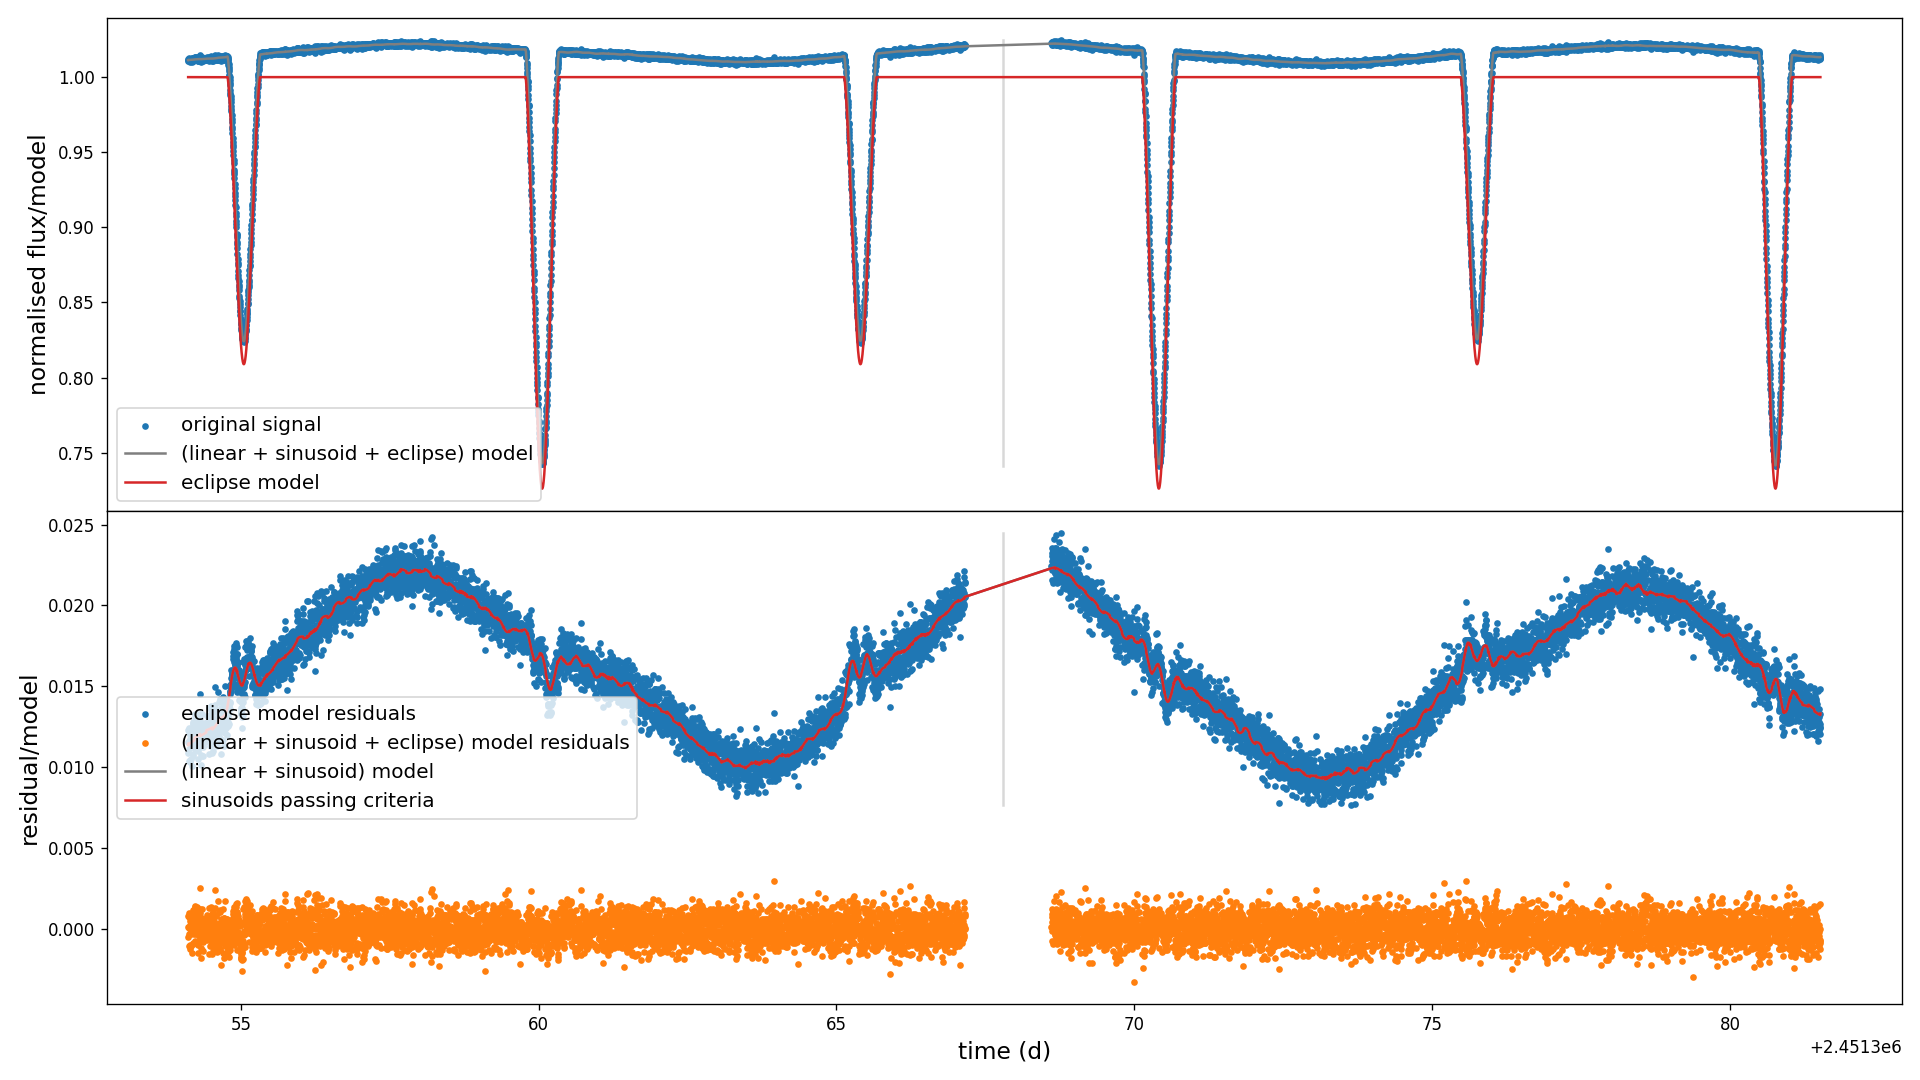 normalised flux/model
1.00
0.95
0.90
0.85
0.80
0.75
original signal
(linear + sinusoid + eclipse) model
eclipse model
residual/model
0.025
0.020
0.015
0.010
0.005
0.000
eclipse model residuals
(linear + sinusoid + eclipse) model residuals
(linear + sinusoid) model
sinusoids passing criteria
55 60 65 70 75 80
time (d)
+2.4513e6